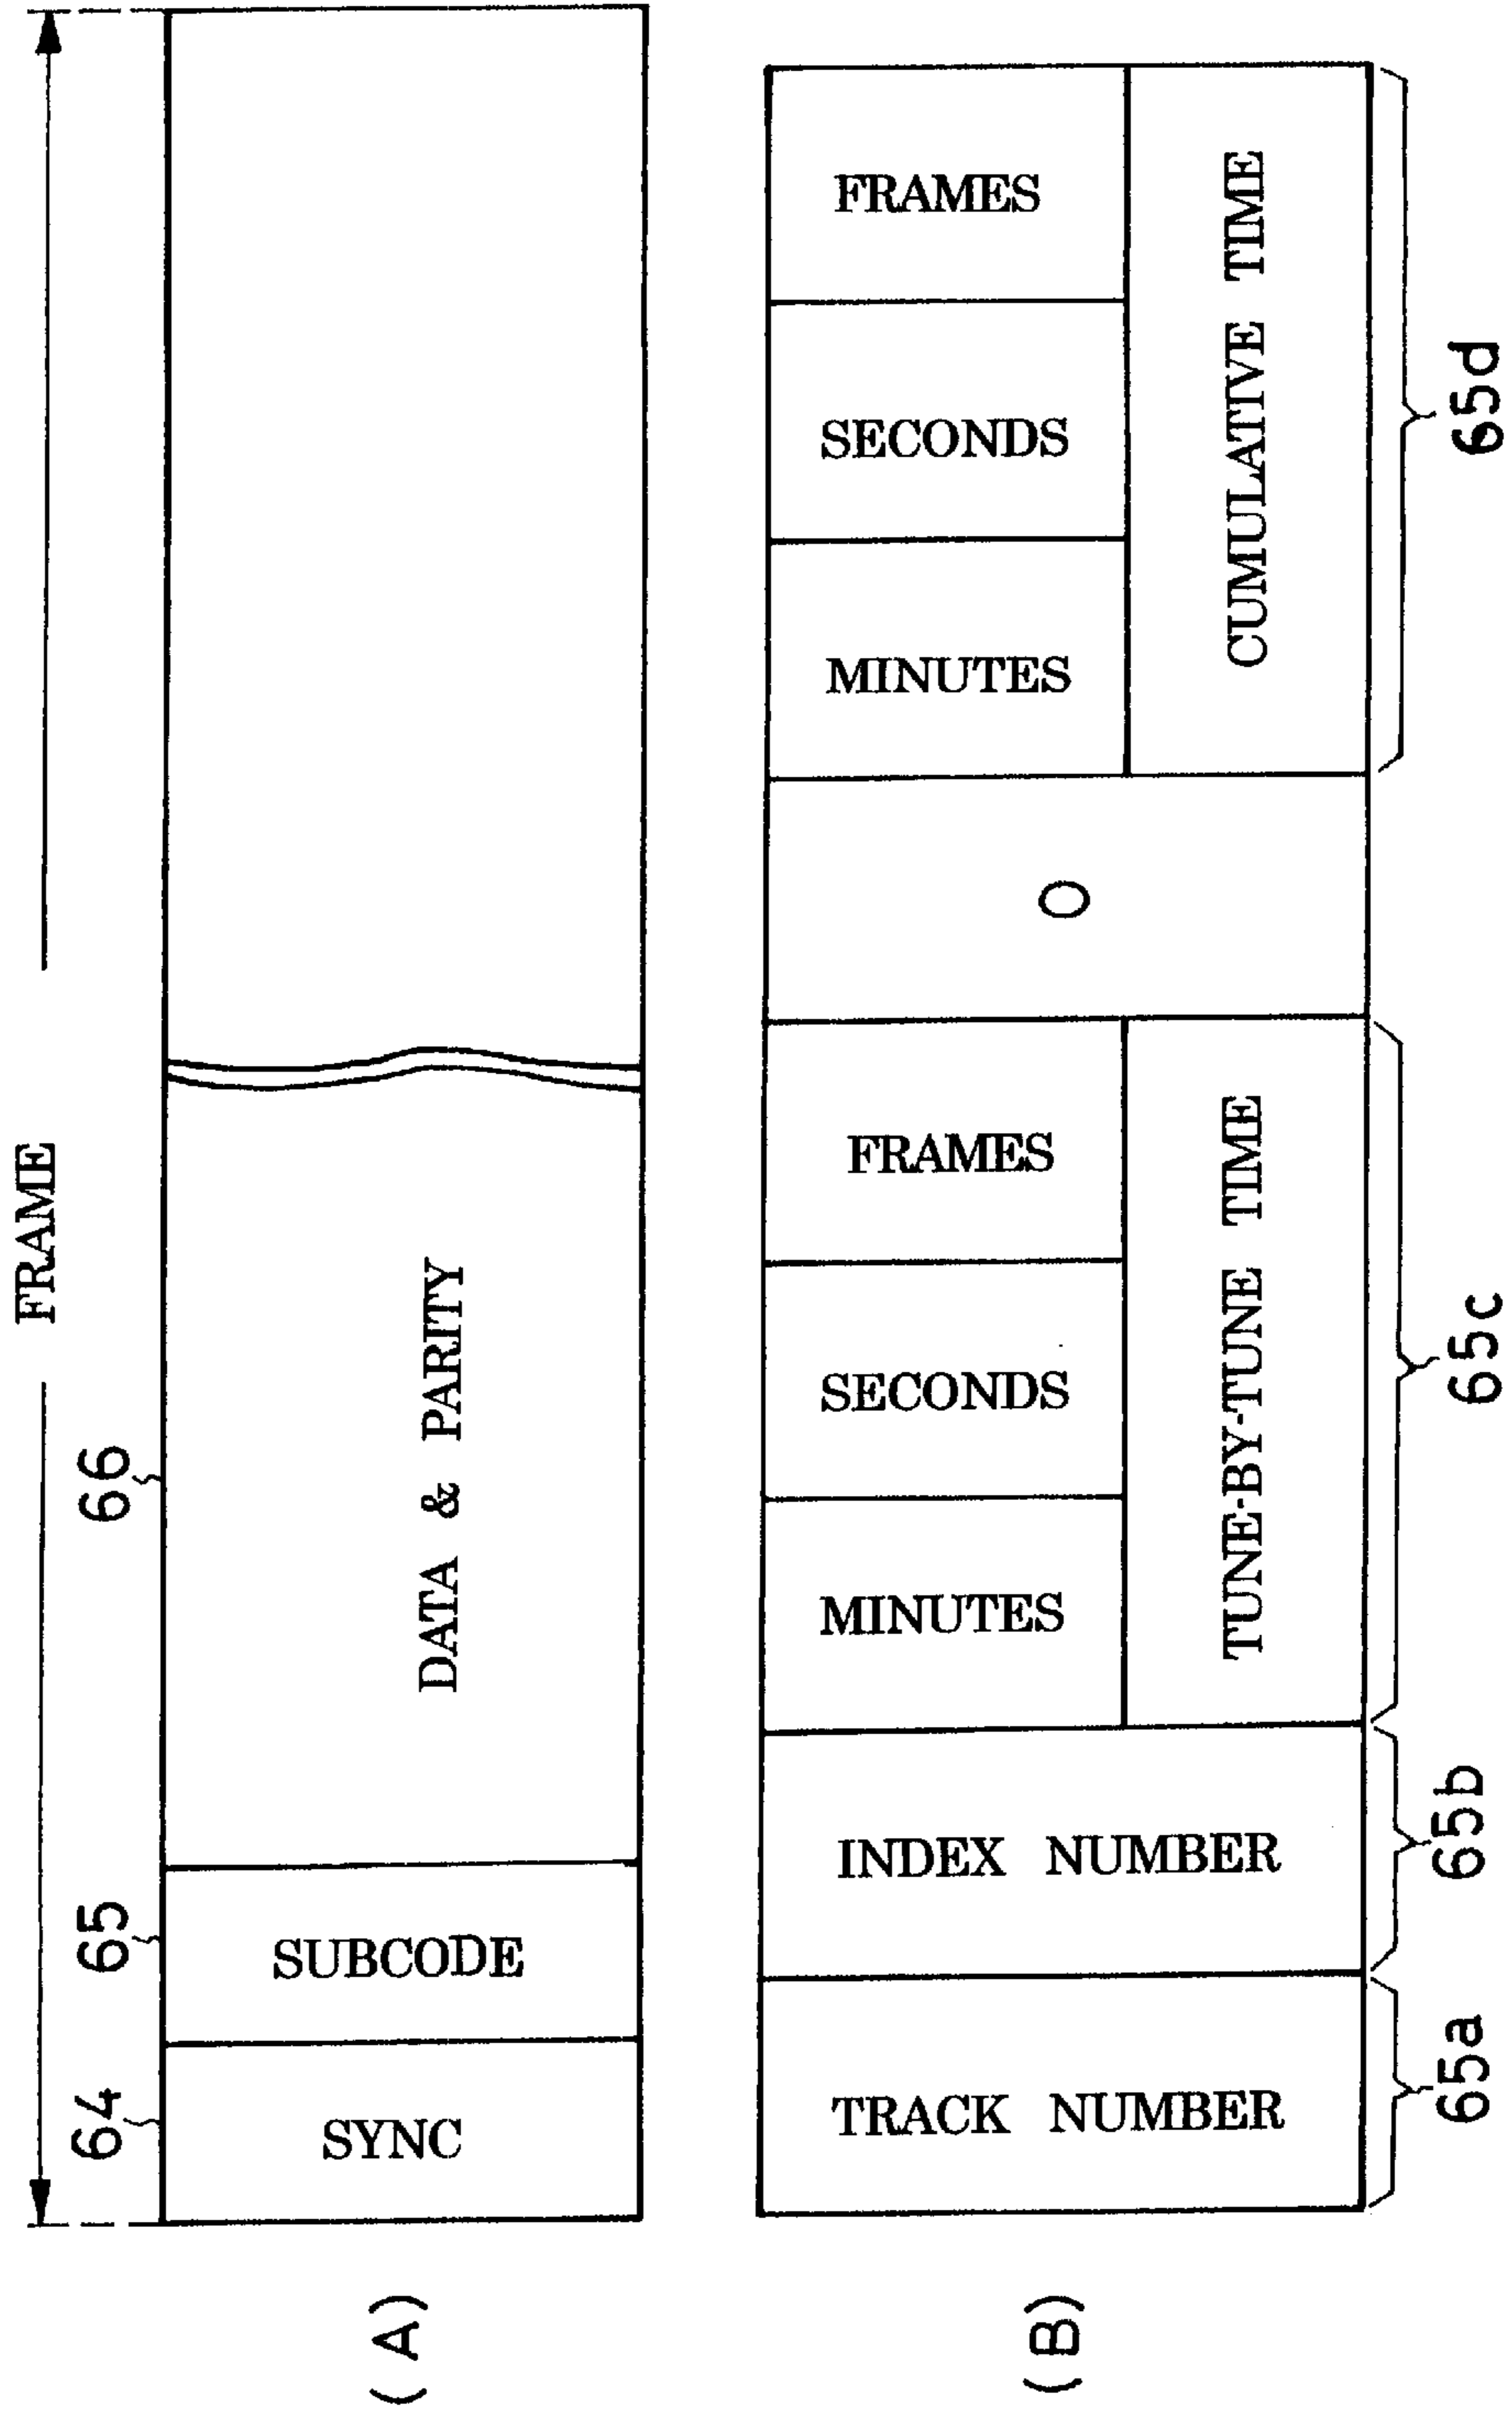 FRAME
64
65
66
(A)
SYNC
SUBCODE
DATA & PARITY
(B)
TRACK NUMBER
INDEX NUMBER
MINUTES
SECONDS
FRAMES
TUNE-BY-TUNE TIME
0
MINUTES
SECONDS
FRAMES
CUMULATIVE TIME
65a
65b
65c
65d